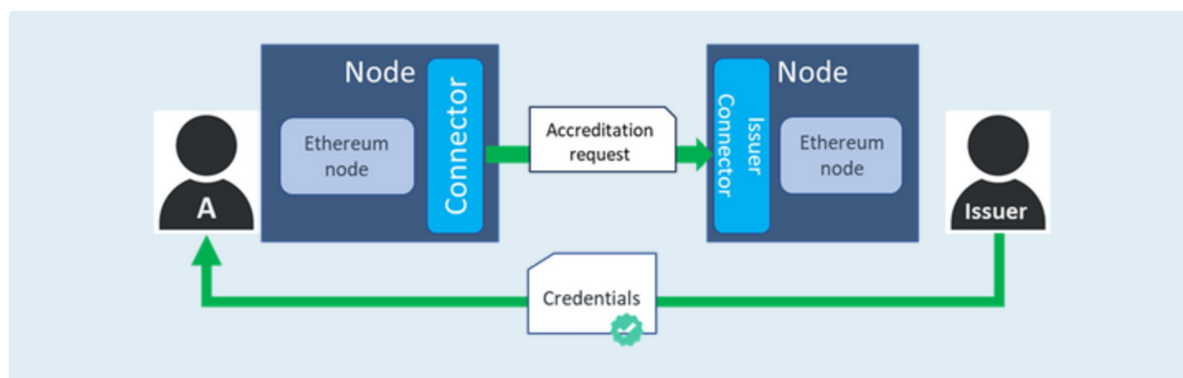 Node
Connector
Ethereum
node
A
Accreditation
request
Node
Issuer
Connector
Ethereum
node
Issuer
Credentials